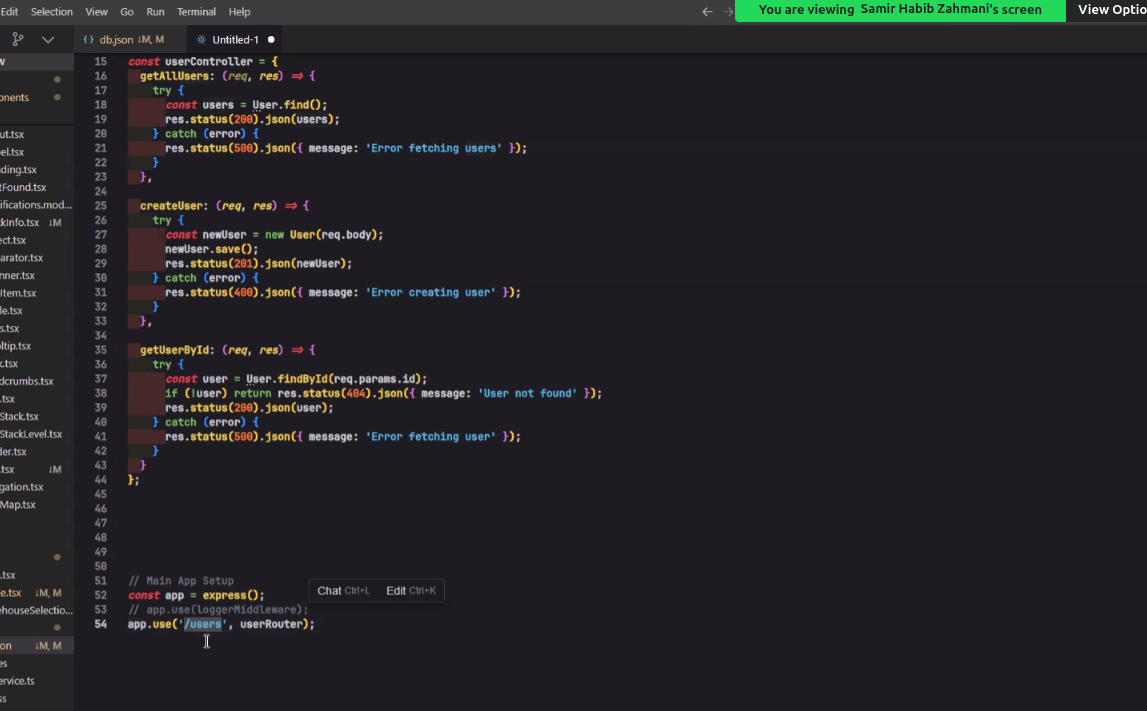 Edit Selection View Go Run Terminal Help
You are viewing Samir Habib Zahmani's screen
View Optio
db.json ↓M, M
Untitled-1
w
onents
ut.tsx
el.tsx
ding.tsx
tFound.tsx
ifications.mod...
ckInfo.tsx ↓M
ect.tsx
arator.tsx
nner.tsx
Item.tsx
le.tsx
s.tsx
oltip.tsx
k.tsx
dcrumbs.tsx
.tsx
Stack.tsx
StackLevel.tsx
der.tsx
.tsx ↓M
gation.tsx
Map.tsx
.tsx
e.tsx ↓M, M
ehouseSelectio...
on ↓M, M
es
ervice.ts
ss
15 const userController = {
16 getAllUsers: (req, res) => {
17 try {
18 const users = User.find();
19 res.status(200).json(users);
20 } catch (error) {
21 res.status(500).json({ message: 'Error fetching users' });
22 }
23 },
24
25 createUser: (req, res) => {
26 try {
27 const newUser = new User(req.body);
28 newUser.save();
29 res.status(201).json(newUser);
30 } catch (error) {
31 res.status(400).json({ message: 'Error creating user' });
32 }
33 },
34
35 getUserById: (req, res) => {
36 try {
37 const user = User.findById(req.params.id);
38 if (!user) return res.status(404).json({ message: 'User not found' });
39 res.status(200).json(user);
40 } catch (error) {
41 res.status(500).json({ message: 'Error fetching user' });
42 }
43 }
44 };
45
46
47
48
49
50
51 // Main App Setup
52 const app = express();
Chat Ctrl+L Edit Ctrl+K
53 // app.use(loggerMiddleware);
54 app.use('/users', userRouter);